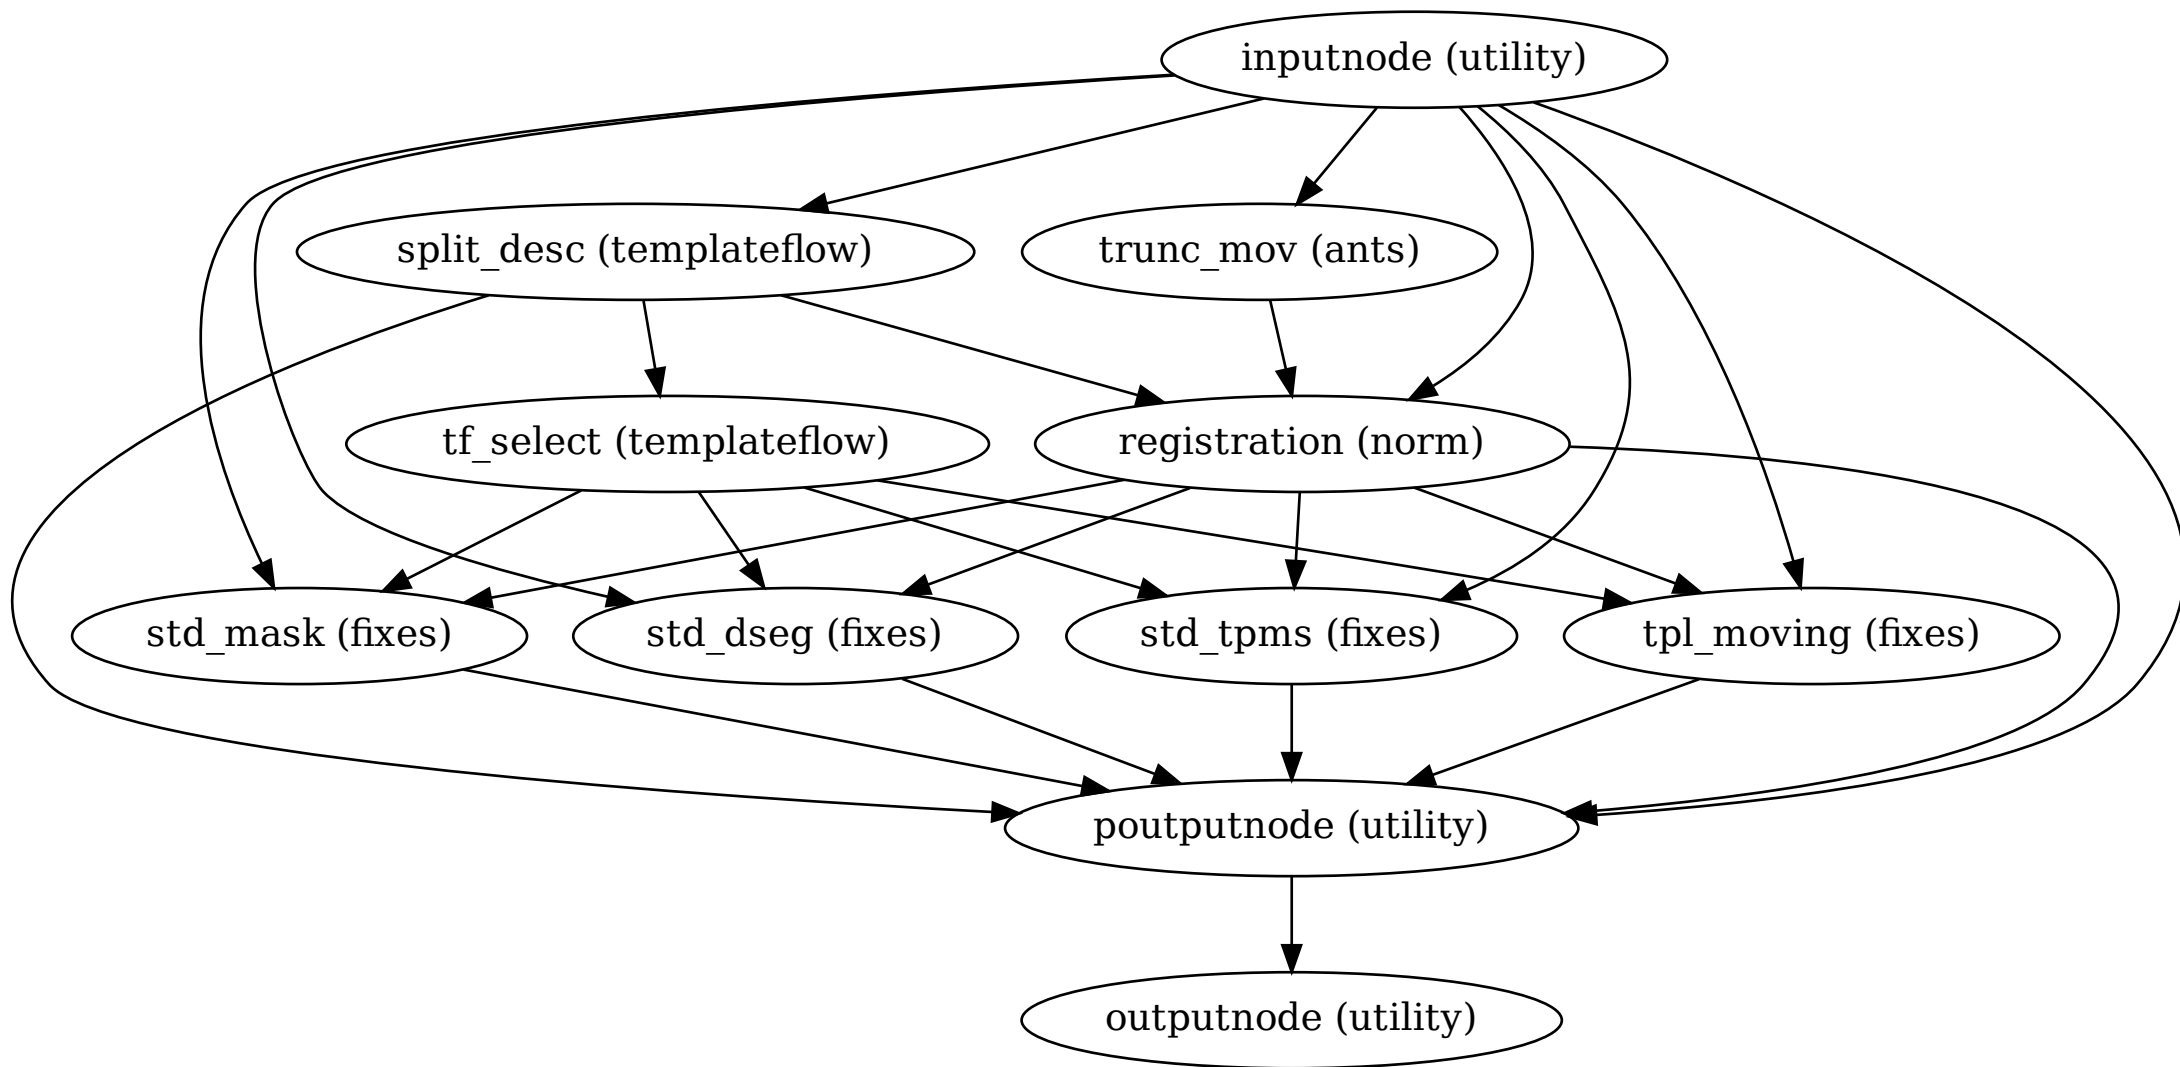 inputnode (utility)
split_desc (templateflow)
trunc_mov (ants)
tf_select (templateflow)
registration (norm)
std_mask (fixes)
std_dseg (fixes)
std_tpms (fixes)
tpl_moving (fixes)
poutputnode (utility)
outputnode (utility)